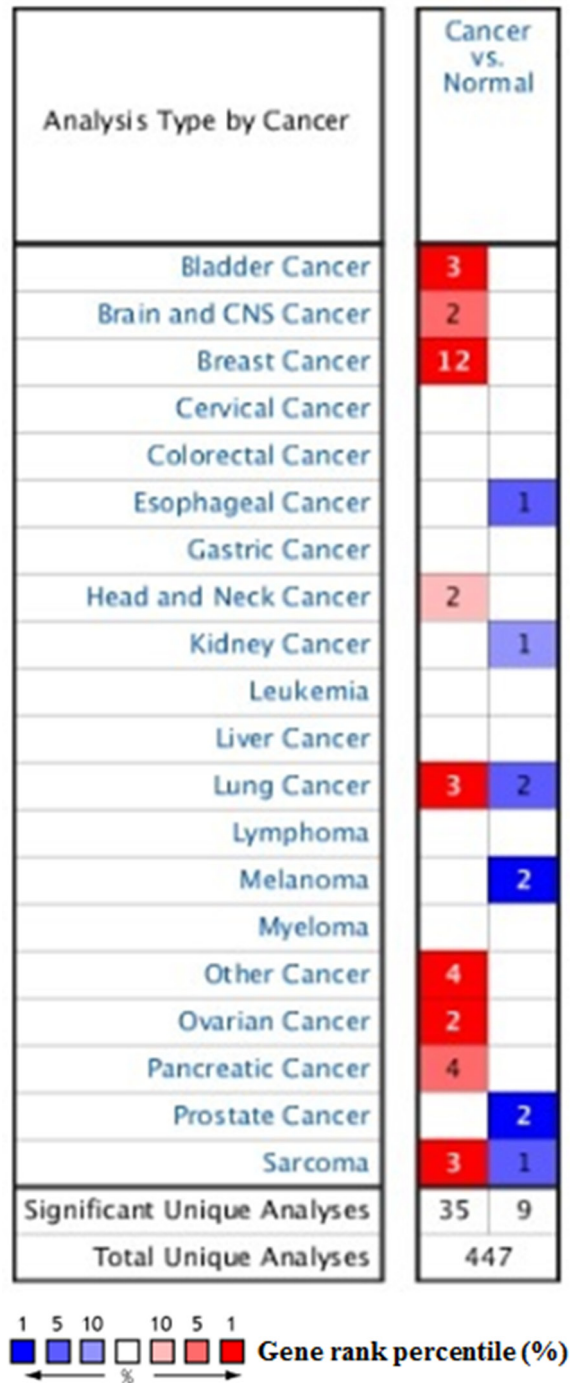 Analysis Type by Cancer
Cancer
vs.
Normal
Bladder Cancer 3
Brain and CNS Cancer 2
Breast Cancer 12
Cervical Cancer
Colorectal Cancer
Esophageal Cancer 1
Gastric Cancer
Head and Neck Cancer 2
Kidney Cancer 1
Leukemia
Liver Cancer
Lung Cancer 3 2
Lymphoma
Melanoma 2
Myeloma
Other Cancer 4
Ovarian Cancer 2
Pancreatic Cancer 4
Prostate Cancer 2
Sarcoma 3 1
Significant Unique Analyses 35 9
Total Unique Analyses 447
1 5 10 10 5 1
Gene rank percentile (%)
%